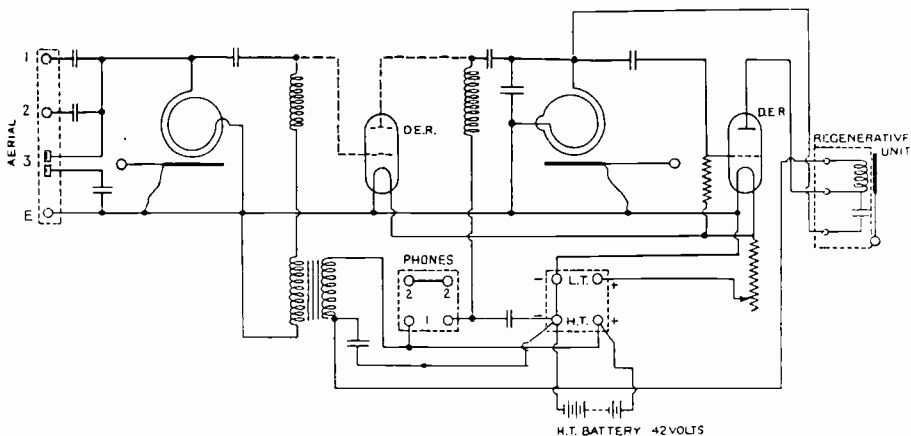 AERIAL
1
2
3
E
D.E.R.
D.E.R
REGENERATIVE
UNIT
PHONES
2 2
1
- L.T. +
- H.T. +
H.T. BATTERY 42 VOLTS